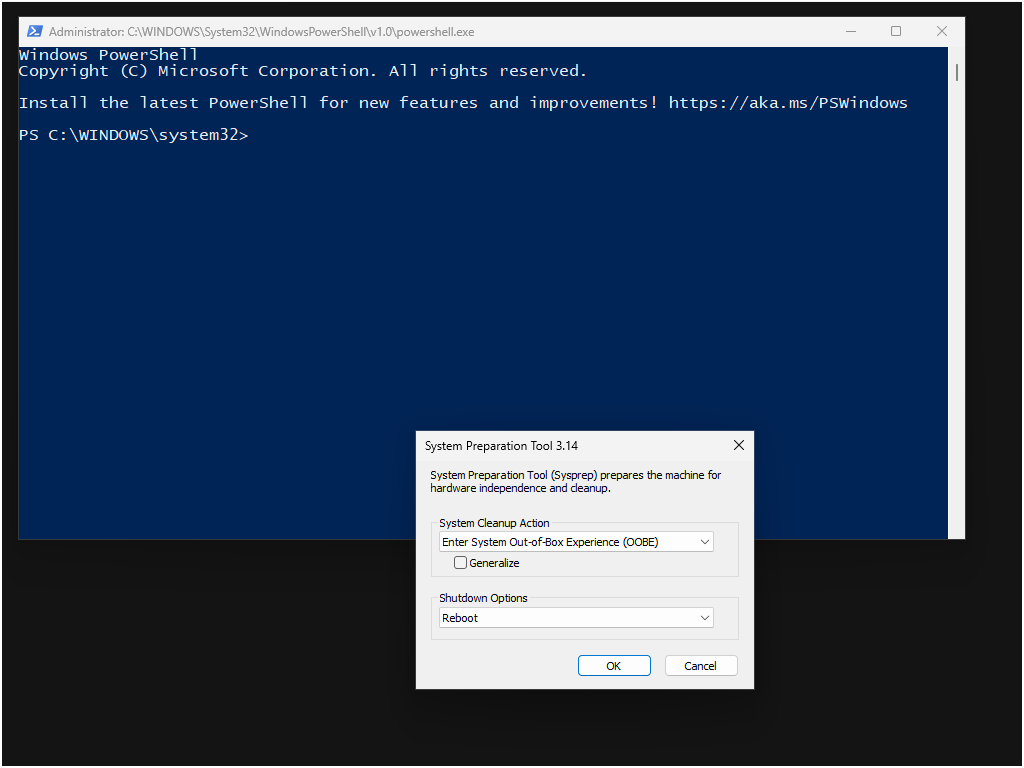 Administrator: C:\WINDOWS\System32\WindowsPowerShell\v1.0\powershell.exe
Windows PowerShell
Copyright (C) Microsoft Corporation. All rights reserved.
Install the latest PowerShell for new features and improvements! https://aka.ms/PSWindows
PS C:\WINDOWS\system32>
System Preparation Tool 3.14
System Preparation Tool (Sysprep) prepares the machine for
hardware independence and cleanup.
System Cleanup Action
Enter System Out-of-Box Experience (OOBE)
Generalize
Shutdown Options
Reboot
OK Cancel